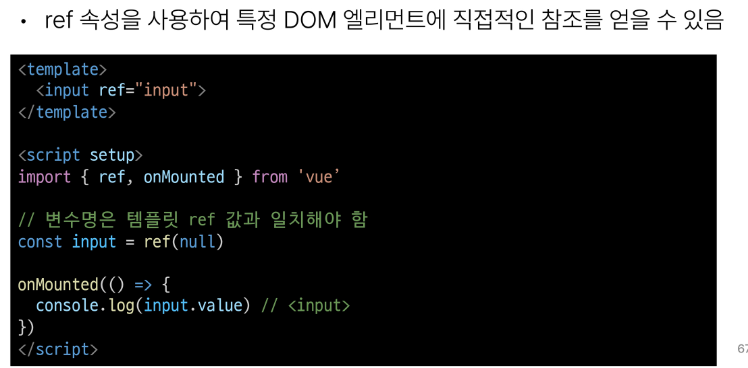 • ref 속성을 사용하여 특정 DOM 엘리먼트에 직접적인 참조를 얻을 수 있음
<template>
  <input ref="input">
</template>

<script setup>
import { ref, onMounted } from 'vue’

// 변수명은 템플릿 ref 값과 일치해야 함
const input = ref(null)

onMounted(() => {
  console.log(input.value) // <input>
})
</script>
67